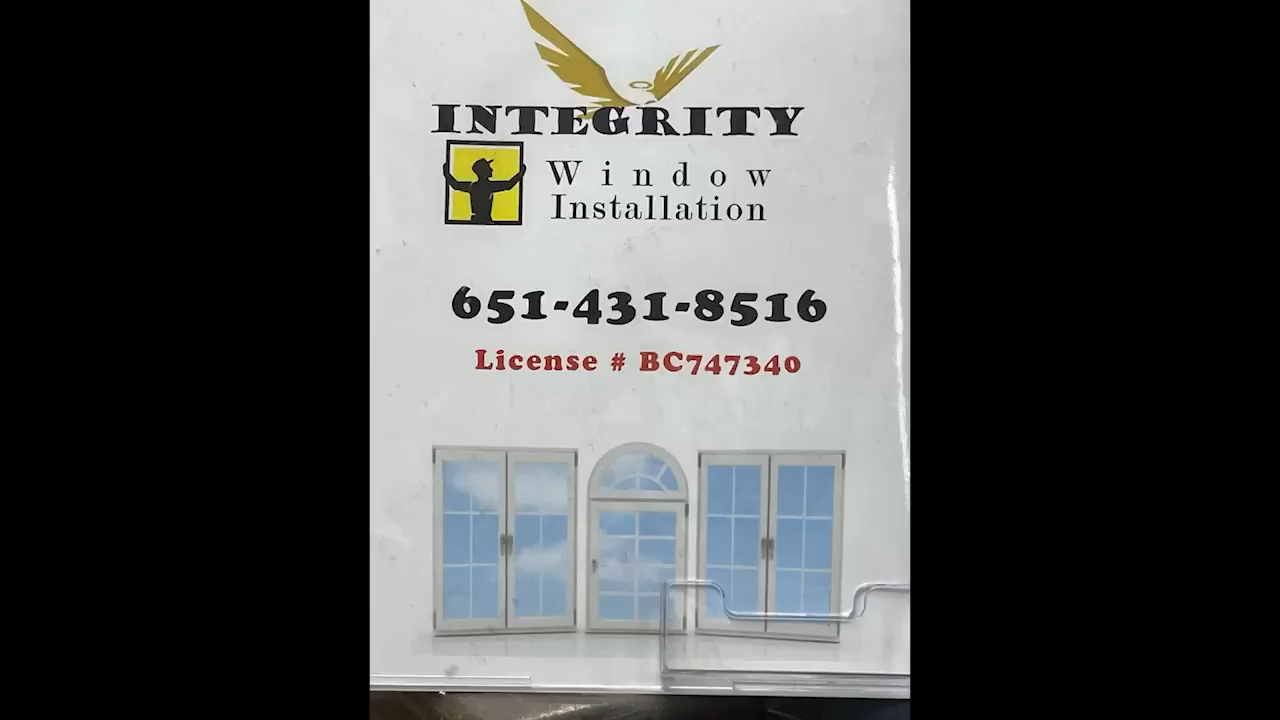 INTEGRITY
Window
Installation
651-431-8516
License # BC747340